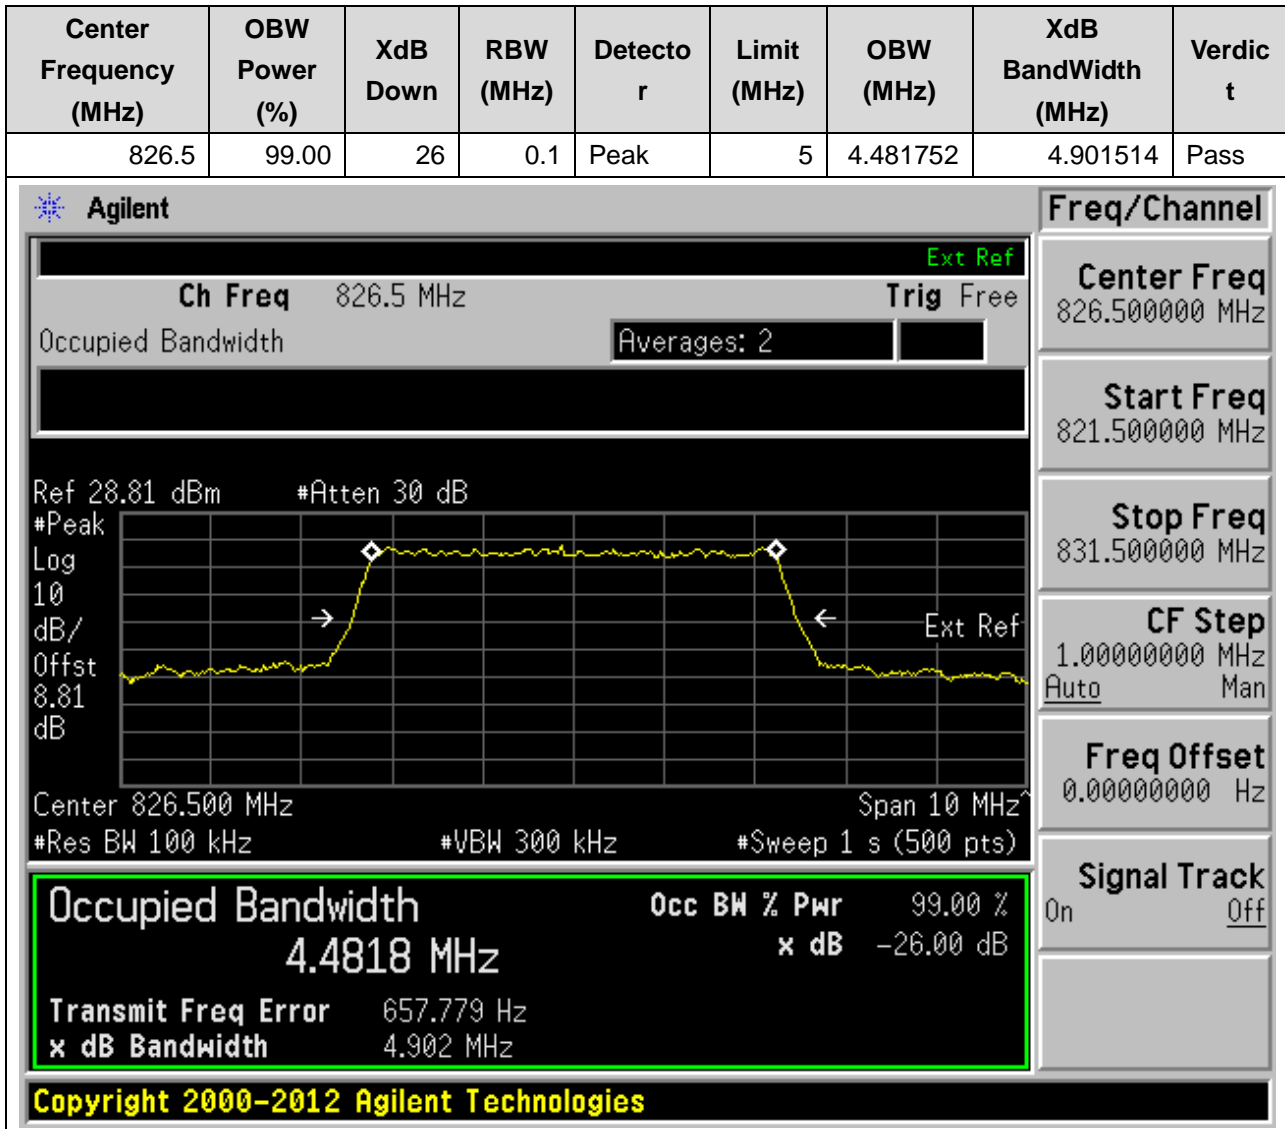 Center Frequency (MHz) OBW Power (%) XdB Down RBW (MHz) Detecto r Limit (MHz) OBW (MHz) XdB BandWidth (MHz) Verdic t
826.5 99.00 26 0.1 Peak 5 4.481752 4.901514 Pass
Agilent
Freq/Channel
Ext Ref
Ch Freq 826.5 MHz Trig Free
Occupied Bandwidth Averages: 2
Center Freq
826.500000 MHz
Start Freq
821.500000 MHz
Stop Freq
831.500000 MHz
CF Step
1.00000000 MHz
Auto Man
Freq Offset
0.00000000 Hz
Signal Track
On Off
Ref 28.81 dBm #Atten 30 dB
#Peak
Log
10
dB/
Offst
8.81
dB
Ext Ref
Center 826.500 MHz Span 10 MHz^
#Res BW 100 kHz #VBW 300 kHz #Sweep 1 s (500 pts)
Occupied Bandwidth Occ BW % Pwr 99.00 %
4.4818 MHz x dB -26.00 dB
Transmit Freq Error 657.779 Hz
x dB Bandwidth 4.902 MHz
Copyright 2000-2012 Agilent Technologies